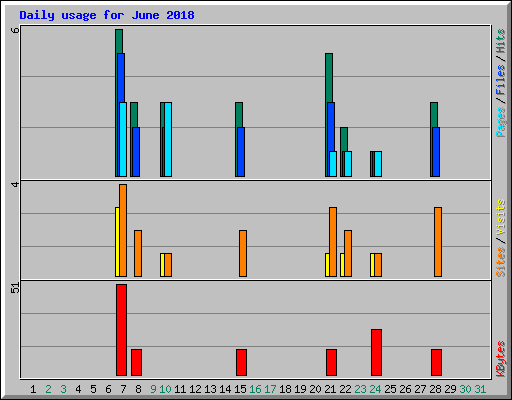 Daily usage for June 2018
6
Pages/Files/Hits
4
Sites/Visits
51
KBytes
1 2 3 4 5 6 7 8 9 10 11 12 13 14 15 16 17 18 19 20 21 22 23 24 25 26 27 28 29 30 31